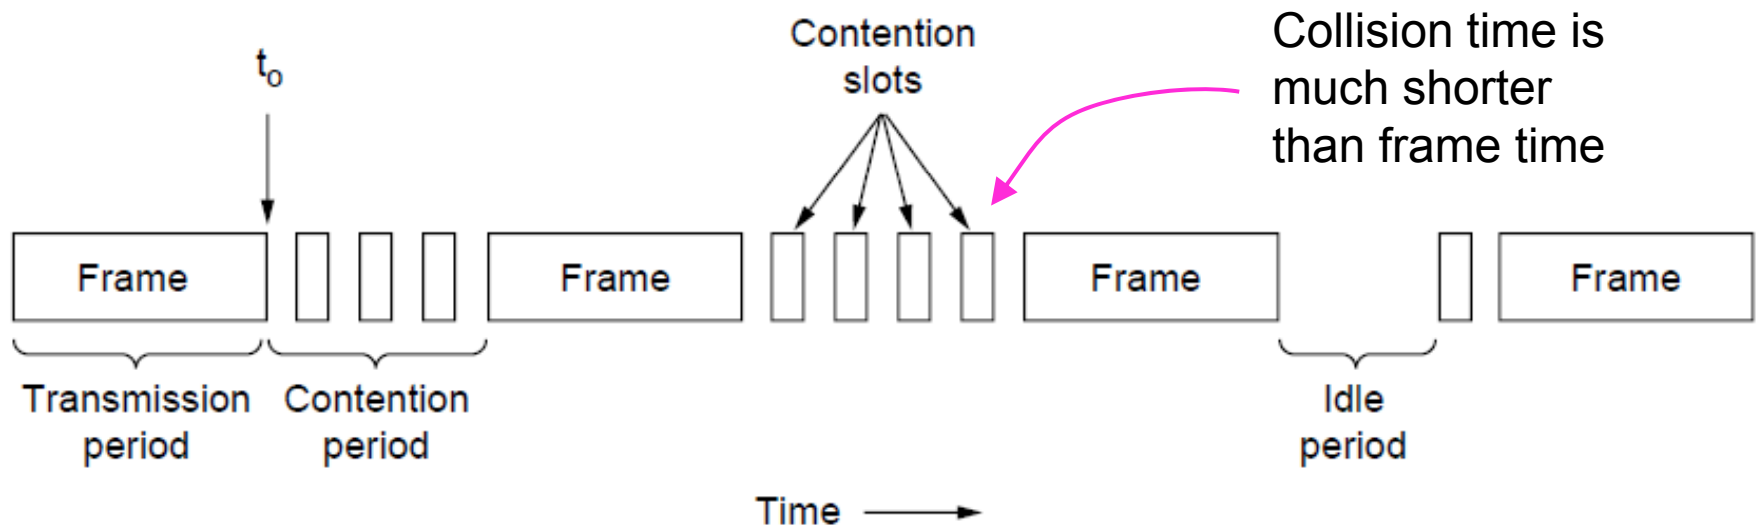 Contention
slots
Collision time is
much shorter
than frame time
t₀
Frame
Frame
Frame
Frame
Transmission
period
Contention
period
Idle
period
Time